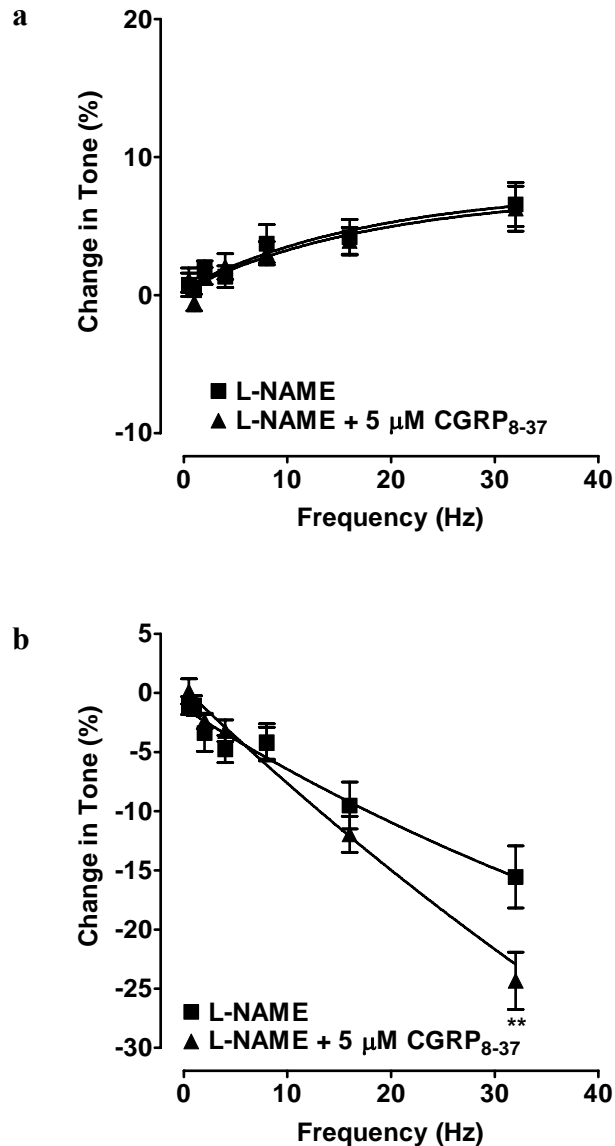 a
20
10
0
-10
Change in Tone (%)
L-NAME
L-NAME + 5 μM CGRP8-37
0 10 20 30 40
Frequency (Hz)
b
5
0
-5
-10
-15
-20
-25
-30
Change in Tone (%)
**
L-NAME
L-NAME + 5 μM CGRP8-37
0 10 20 30 40
Frequency (Hz)